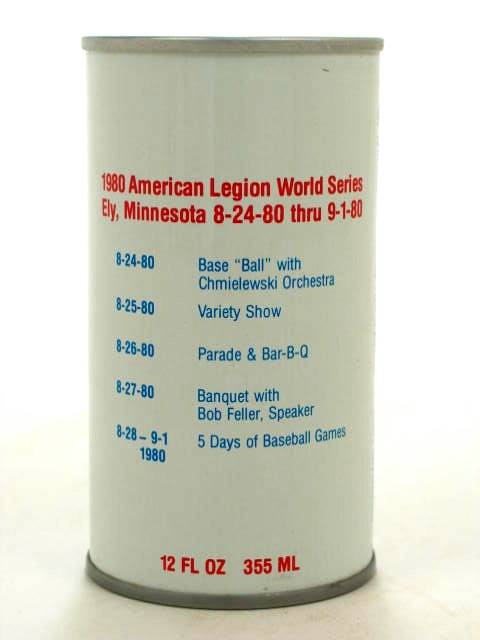 1980 American Legion World Series
Ely, Minnesota 8-24-80 thru 9-1-80
8-24-80 Base "Ball" with
Chmielewski Orchestra
8-25-80 Variety Show
8-26-80 Parade & Bar-B-Q
8-27-80 Banquet with
Bob Feller, Speaker
8-28 – 9-1 5 Days of Baseball Games
1980
12 FL OZ 355 ML